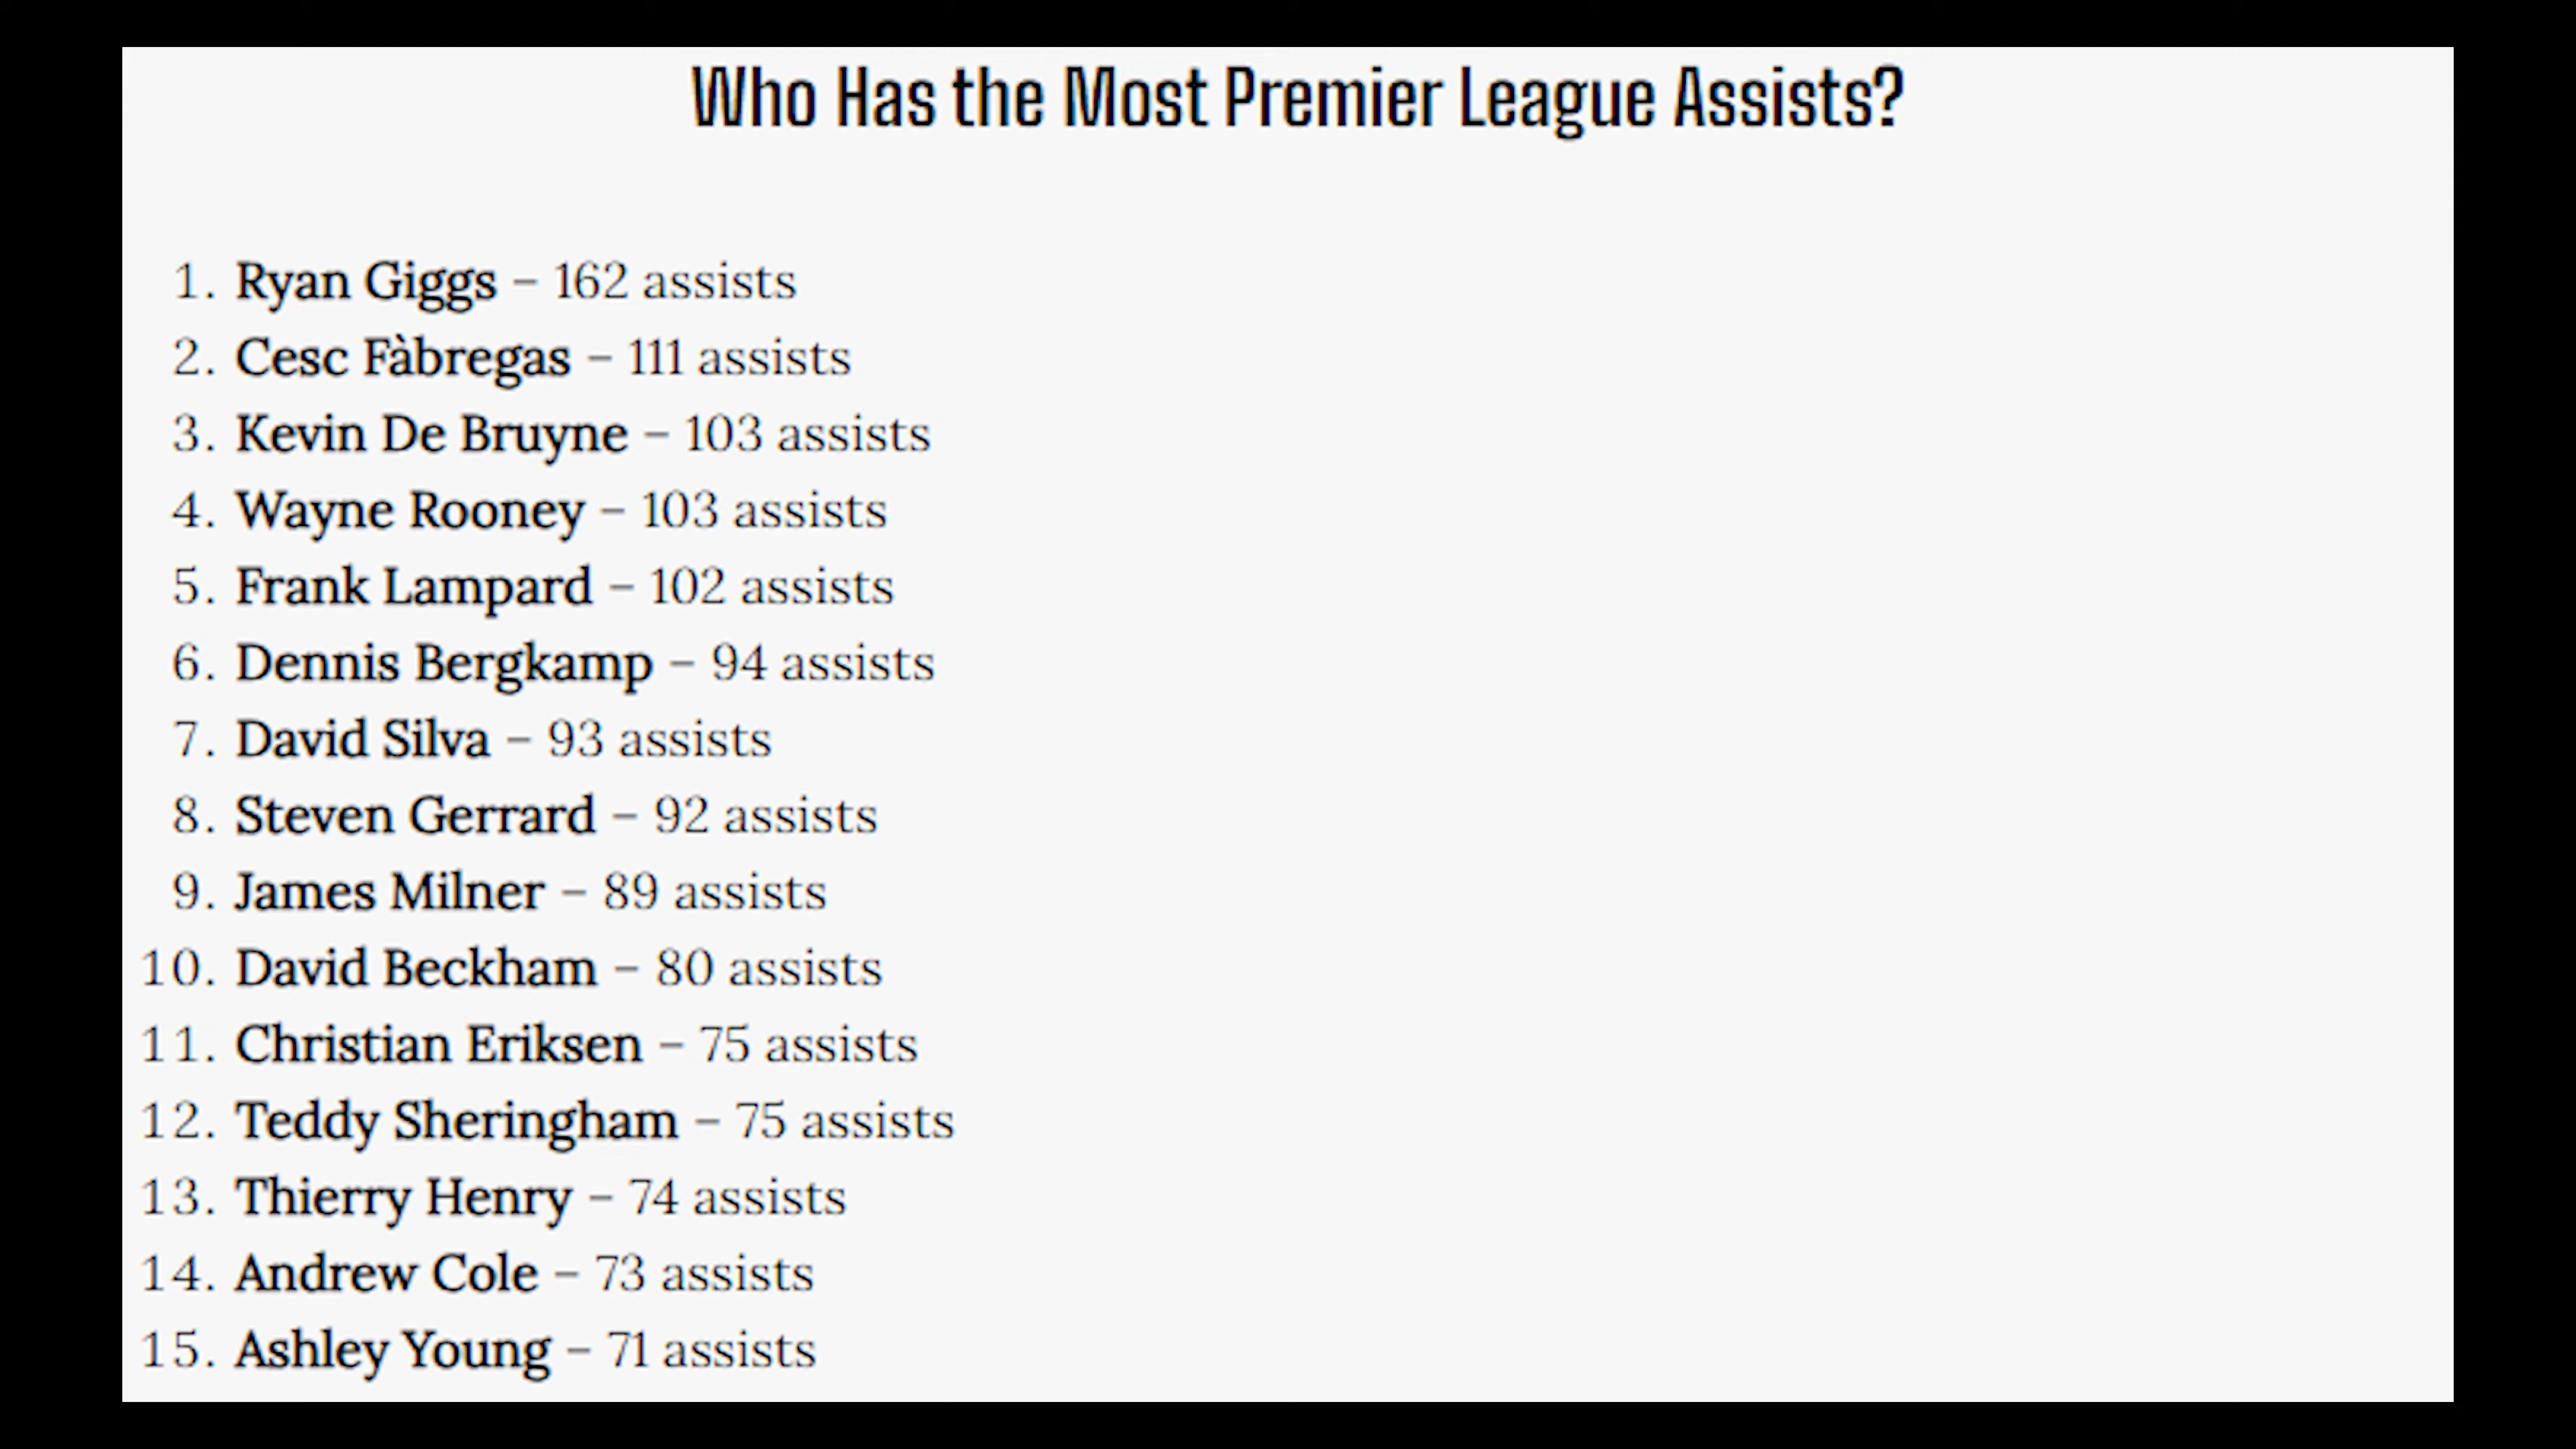 Who Has the Most Premier League Assists?
1. Ryan Giggs – 162 assists
2. Cesc Fàbregas – 111 assists
3. Kevin De Bruyne – 103 assists
4. Wayne Rooney – 103 assists
5. Frank Lampard – 102 assists
6. Dennis Bergkamp – 94 assists
7. David Silva – 93 assists
8. Steven Gerrard – 92 assists
9. James Milner – 89 assists
10. David Beckham – 80 assists
11. Christian Eriksen – 75 assists
12. Teddy Sheringham – 75 assists
13. Thierry Henry – 74 assists
14. Andrew Cole – 73 assists
15. Ashley Young – 71 assists